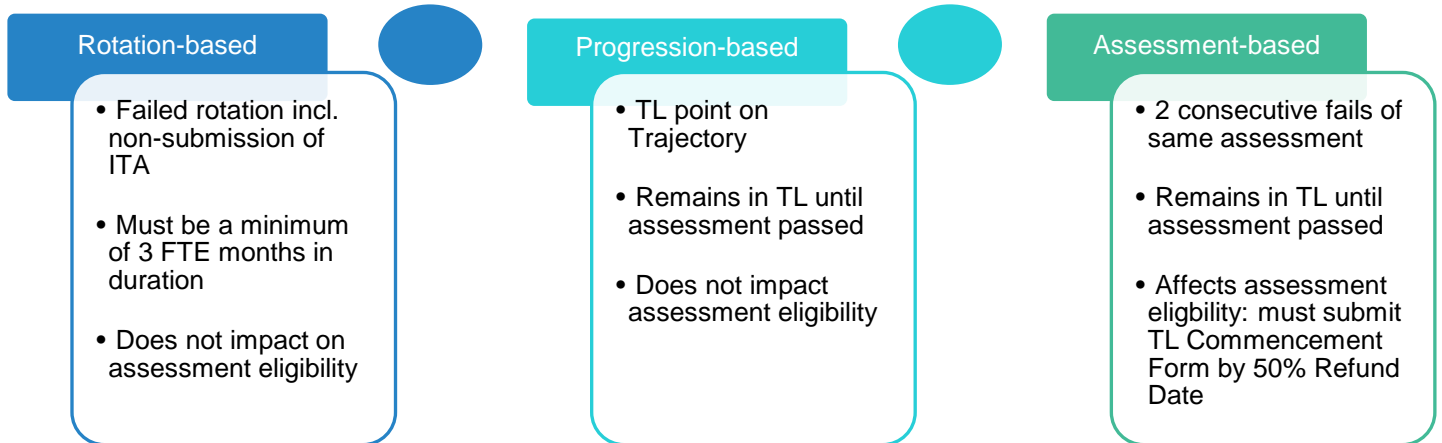 Rotation-based
• Failed rotation incl.
non-submission of
ITA
• Must be a minimum
of 3 FTE months in
duration
• Does not impact on
assessment eligibility
Progression-based
• TL point on
Trajectory
• Remains in TL until
assessment passed
• Does not impact
assessment eligibility
Assessment-based
• 2 consecutive fails of
same assessment
• Remains in TL until
assessment passed
• Affects assessment
eligbility: must submit
TL Commencement
Form by 50% Refund
Date